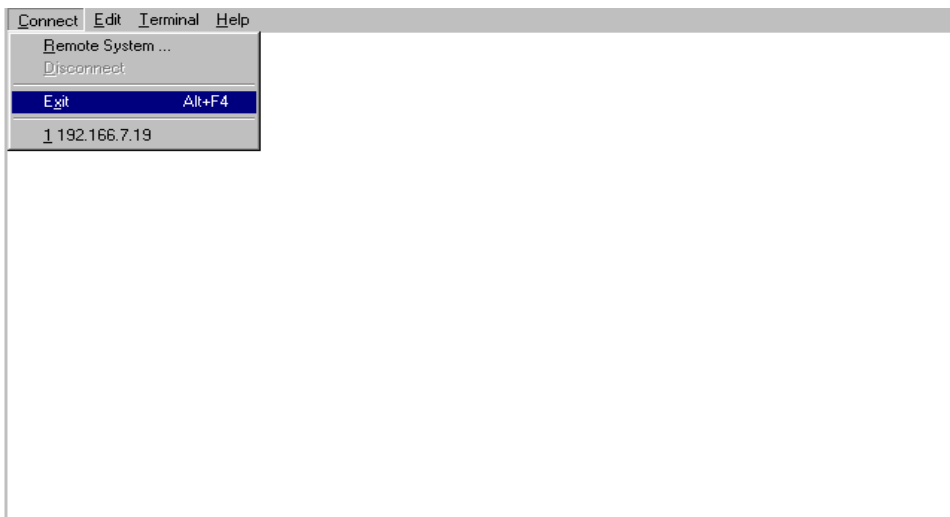 Connect Edit Terminal Help
Remote System ...
Disconnect
Exit Alt+F4
1 192.166.7.19